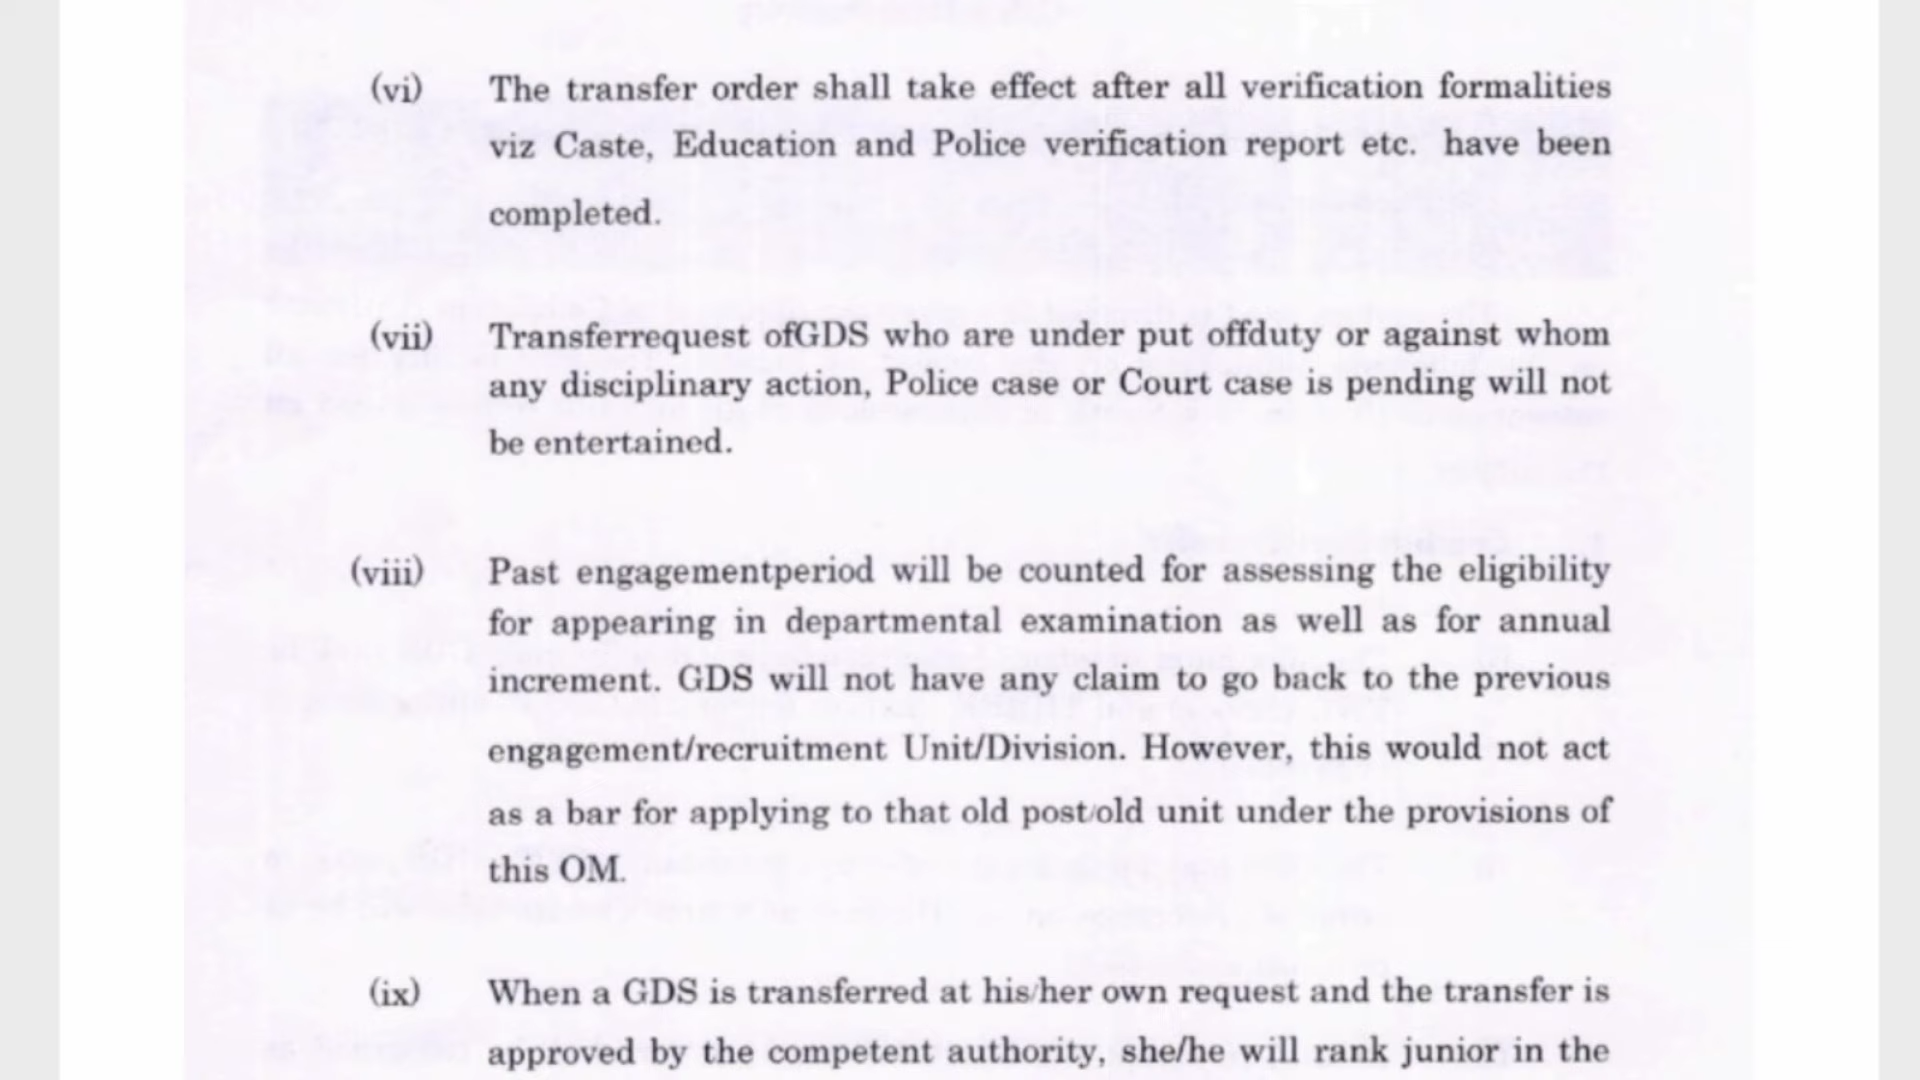 (vi) The transfer order shall take effect after all verification formalities
viz Caste, Education and Police verification report etc. have been
completed.
(vii) Transferrequest ofGDS who are under put offduty or against whom
any disciplinary action, Police case or Court case is pending will not
be entertained.
(viii) Past engagementperiod will be counted for assessing the eligibility
for appearing in departmental examination as well as for annual
increment. GDS will not have any claim to go back to the previous
engagement/recruitment Unit/Division. However, this would not act
as a bar for applying to that old post/old unit under the provisions of
this OM.
(ix) When a GDS is transferred at his/her own request and the transfer is
approved by the competent authority, she/he will rank junior in the